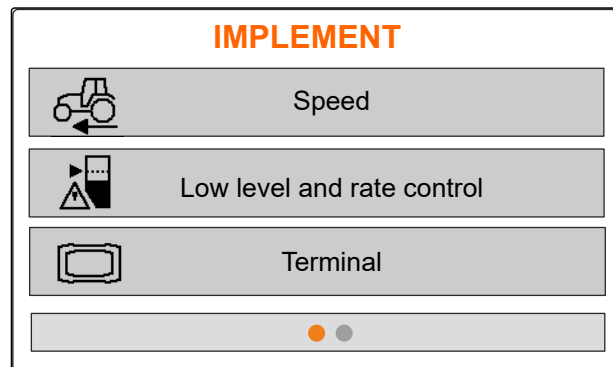 IMPLEMENT
Speed
Low level and rate control
Terminal